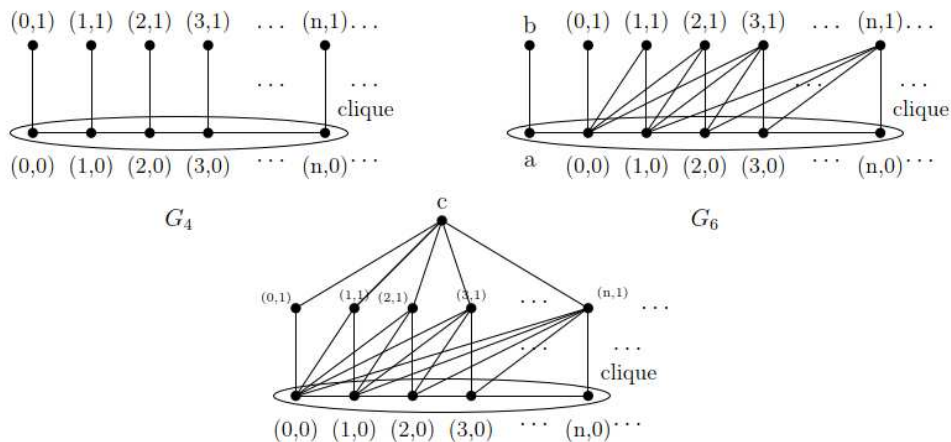 (0,1) (1,1) (2,1) (3,1) ... (n,1)...
b (0,1) (1,1) (2,1) (3,1) ... (n,1)...
... ...
clique
... ...
clique
(0,0) (1,0) (2,0) (3,0) ... (n,0) ...
a (0,0) (1,0) (2,0) (3,0) ... (n,0) ...
G4
G6
c
(0,1) (1,1) (2,1) (3,1) ... (n,1) ...
... ...
clique
(0,0) (1,0) (2,0) (3,0) ... (n,0) ...